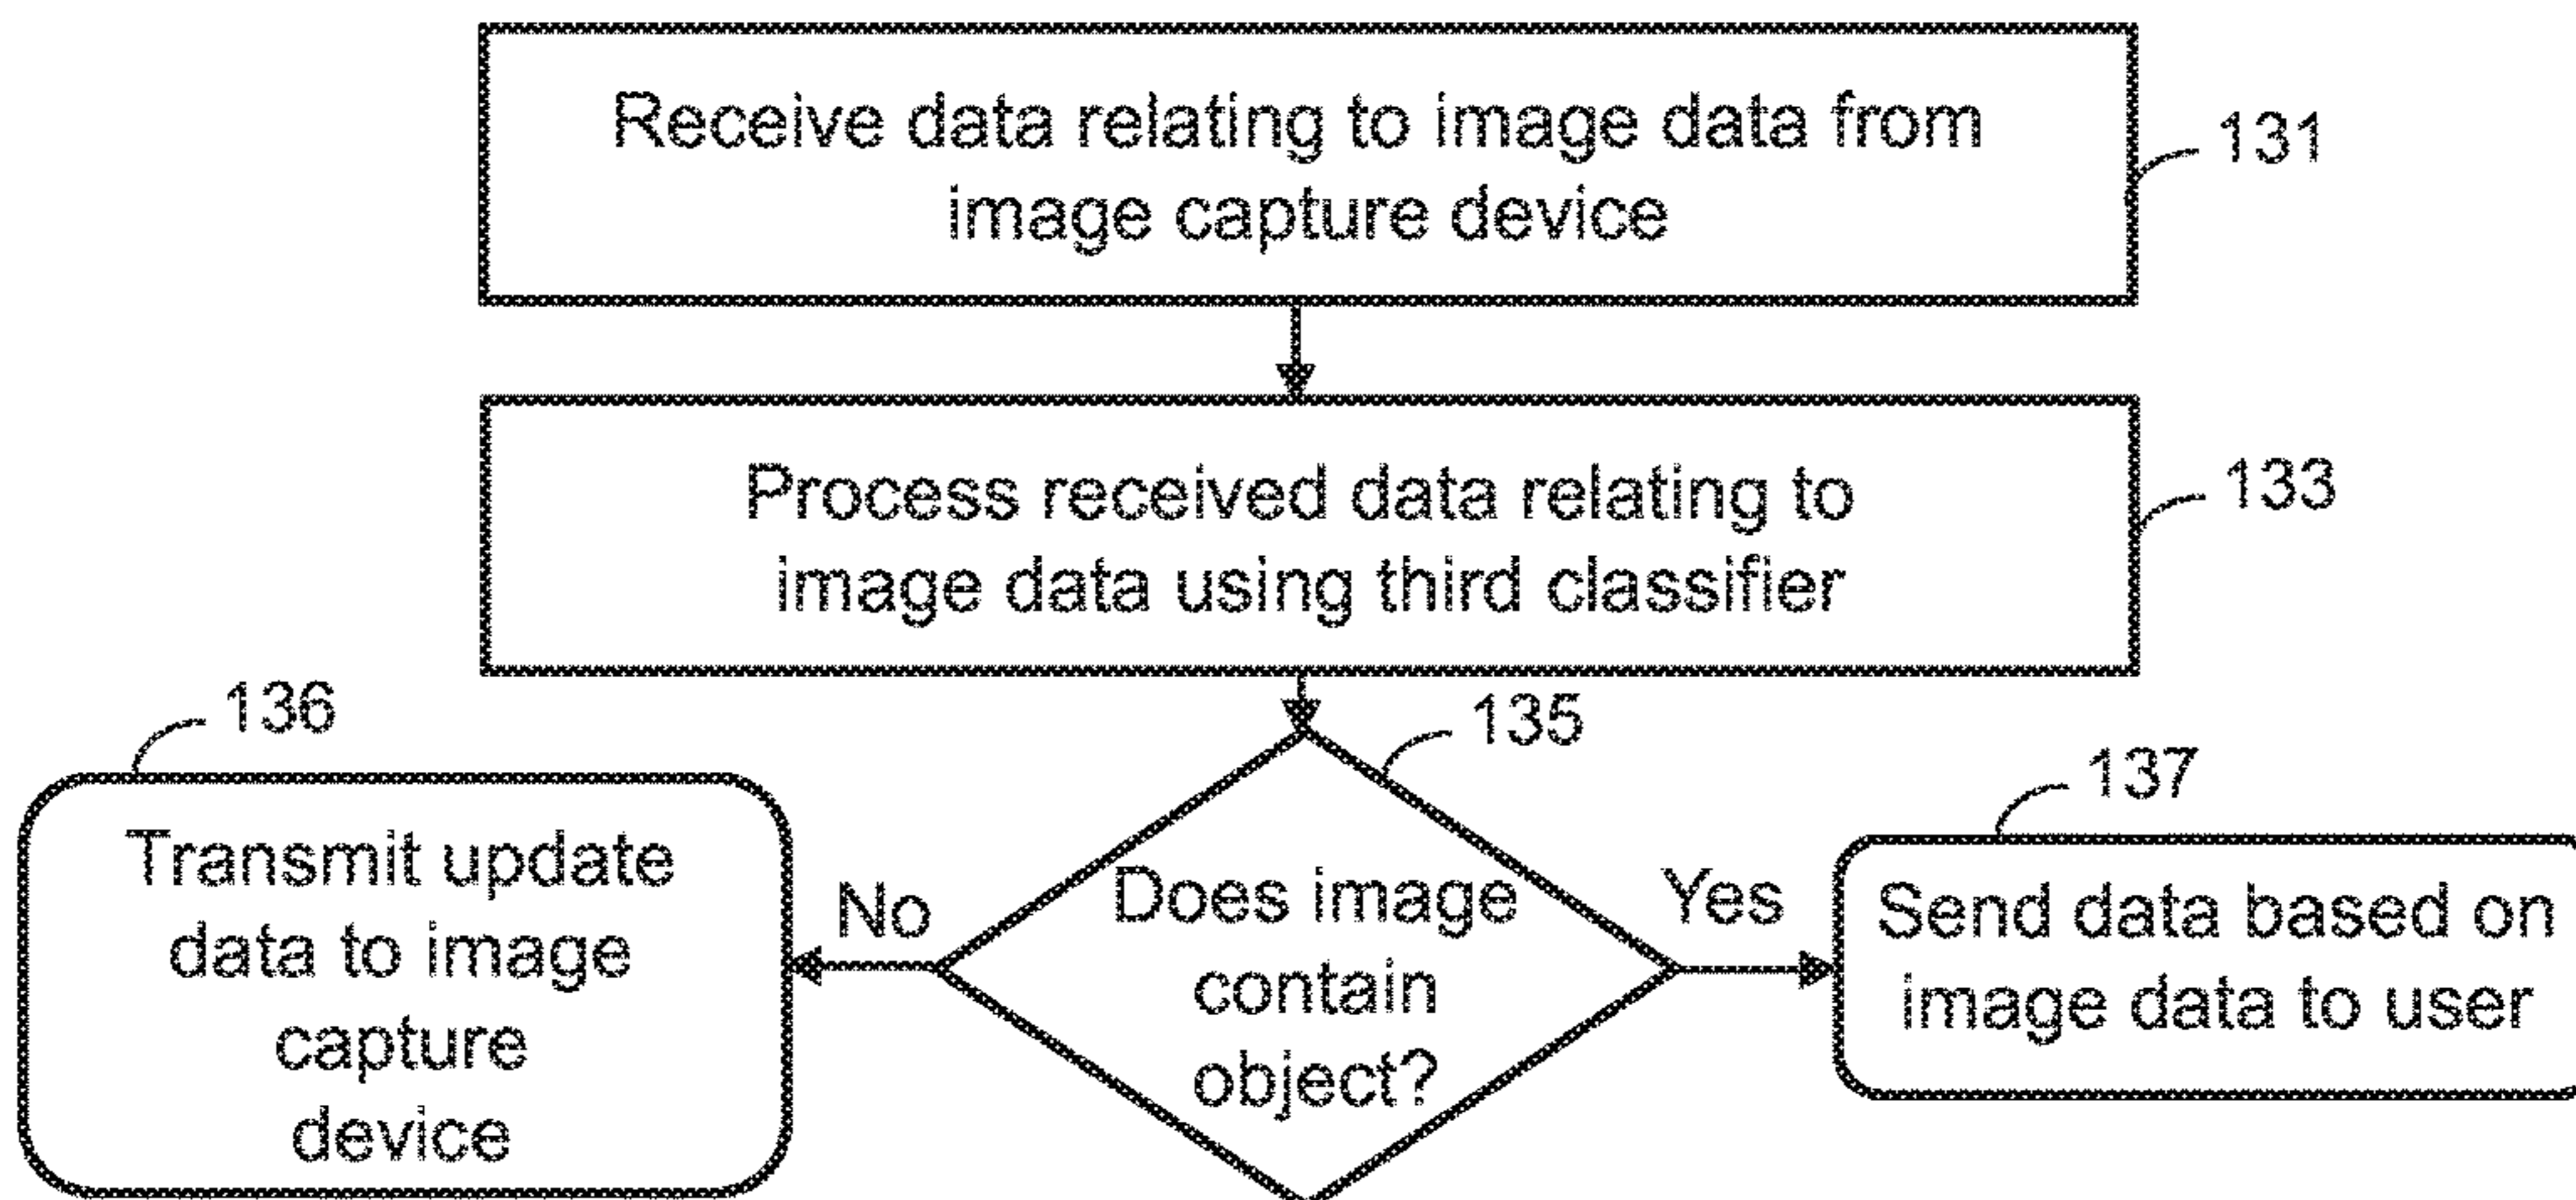 Receive data relating to image data from
image capture device
131
Process received data relating to
image data using third classifier
133
136
135
137
Transmit update
data to image
capture
device
No
Does image
contain
object?
Yes
Send data based on
image data to user